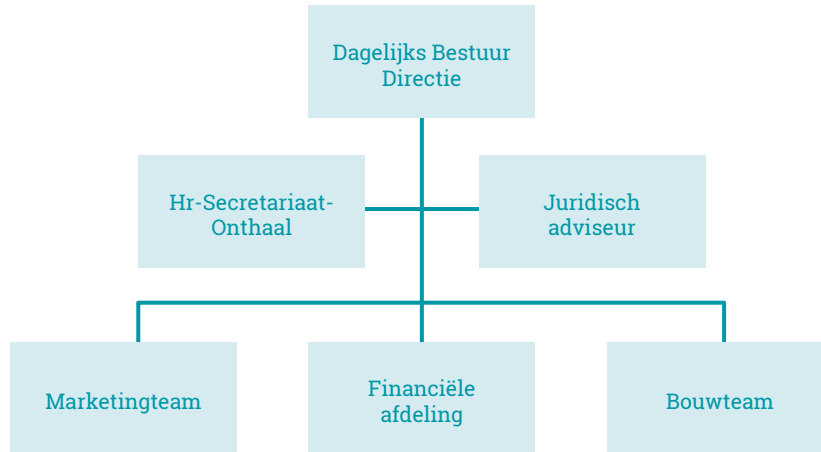 Dagelijks Bestuur
Directie
Hr-Secretariaat-
Onthaal
Juridisch
adviseur
Marketingteam
Financiële
afdeling
Bouwteam